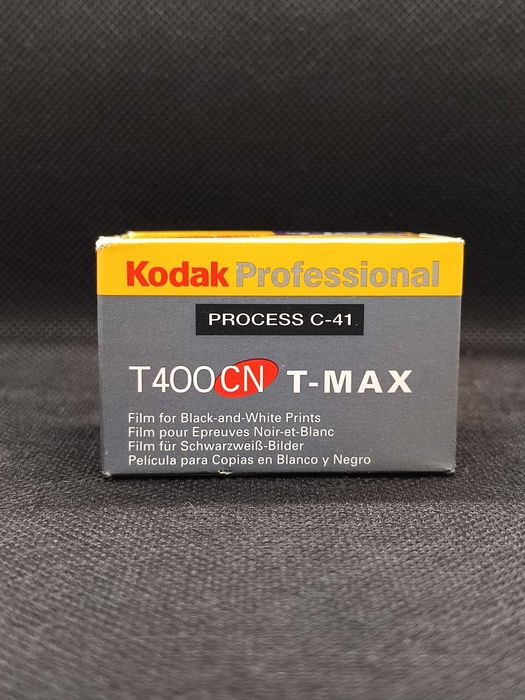 Kodak Professional
PROCESS C-41
T400CN T-MAX
Film for Black-and-White Prints
Film pour Epreuves Noir-et-Blanc
Film für Schwarzweiß-Bilder
Película para Copias en Blanco y Negro